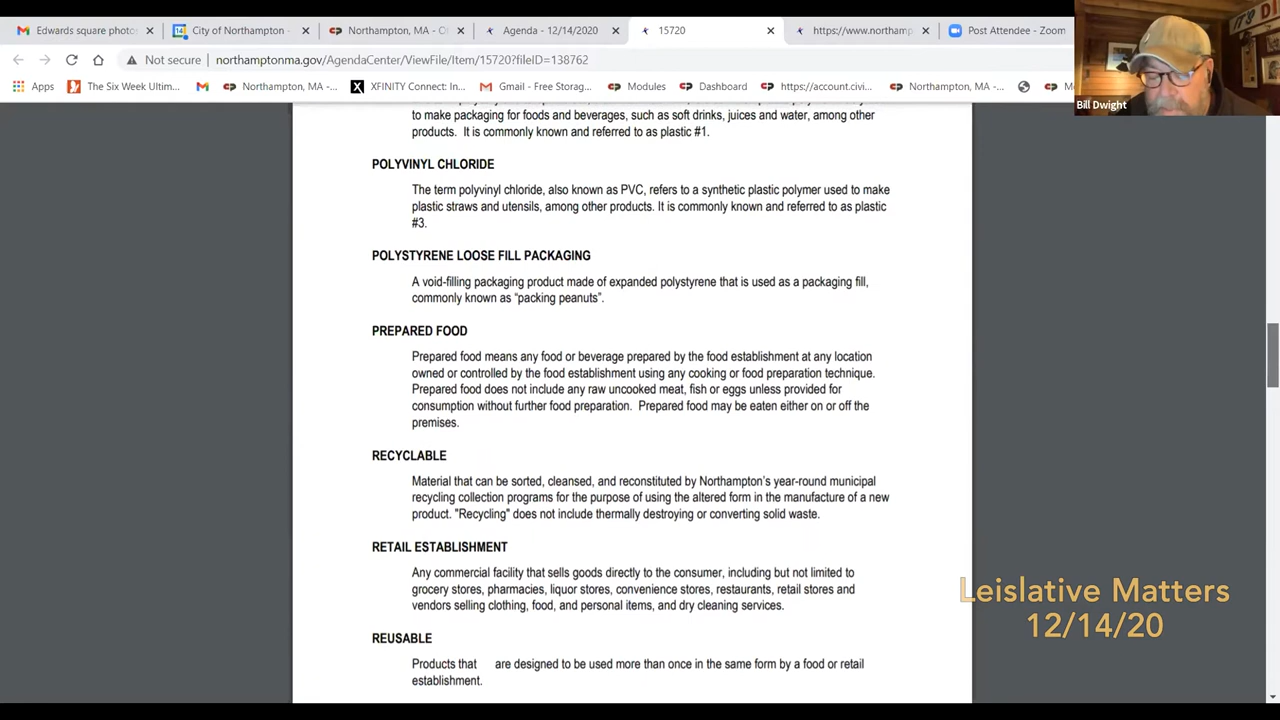 Edwards square photos
City of Northampton -
Northampton, MA - O
Agenda - 12/14/2020
15720
https://www.northamp
Post Attendee - Zoom
IT'S
Not secure
northamptonma.gov/AgendaCenter/ViewFile/Item/15720?fileID=138762
Apps
The Six Week Ultim...
Northampton, MA -...
XFINITY Connect: In...
Gmail - Free Storag...
Modules
Dashboard
https://account.civi...
Northampton, MA -...
Bill Dwight
to make packaging for foods and beverages, such as soft drinks, juices and water, among other
products. It is commonly known and referred to as plastic #1.
POLYVINYL CHLORIDE
The term polyvinyl chloride, also known as PVC, refers to a synthetic plastic polymer used to make
plastic straws and utensils, among other products. It is commonly known and referred to as plastic
#3.
POLYSTYRENE LOOSE FILL PACKAGING
A void-filling packaging product made of expanded polystyrene that is used as a packaging fill,
commonly known as “packing peanuts”.
PREPARED FOOD
Prepared food means any food or beverage prepared by the food establishment at any location
owned or controlled by the food establishment using any cooking or food preparation technique.
Prepared food does not include any raw uncooked meat, fish or eggs unless provided for
consumption without further food preparation. Prepared food may be eaten either on or off the
premises.
RECYCLABLE
Material that can be sorted, cleansed, and reconstituted by Northampton’s year-round municipal
recycling collection programs for the purpose of using the altered form in the manufacture of a new
product. "Recycling" does not include thermally destroying or converting solid waste.
RETAIL ESTABLISHMENT
Any commercial facility that sells goods directly to the consumer, including but not limited to
grocery stores, pharmacies, liquor stores, convenience stores, restaurants, retail stores and
vendors selling clothing, food, and personal items, and dry cleaning services.
REUSABLE
Products that are designed to be used more than once in the same form by a food or retail
establishment.
Leislative Matters
12/14/20